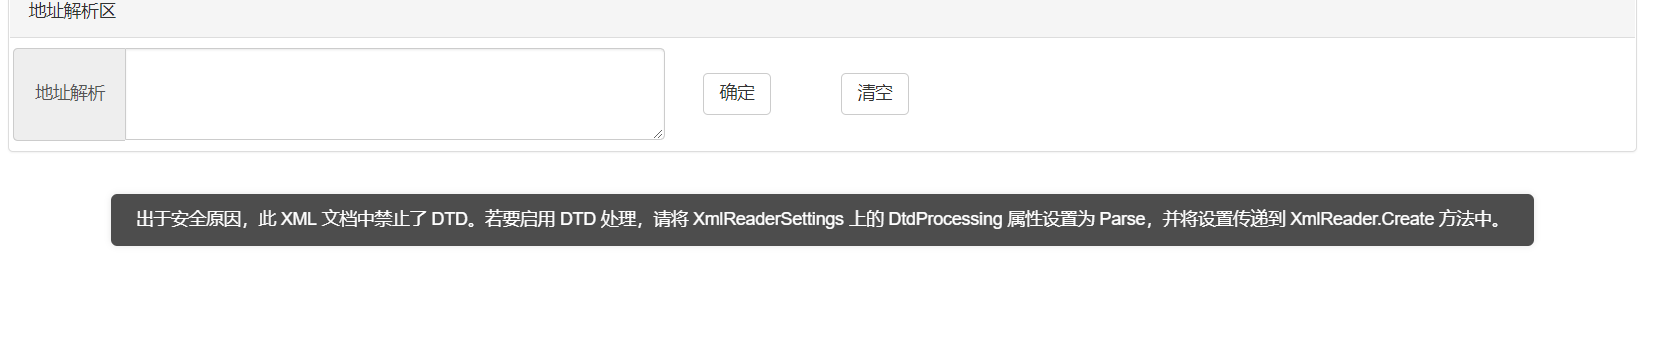 地址解析区
地址解析
确定
清空
出于安全原因，此 XML 文档中禁止了 DTD。若要启用 DTD 处理，请将 XmlReaderSettings 上的 DtdProcessing 属性设置为 Parse，并将设置传递到 XmlReader.Create 方法中。